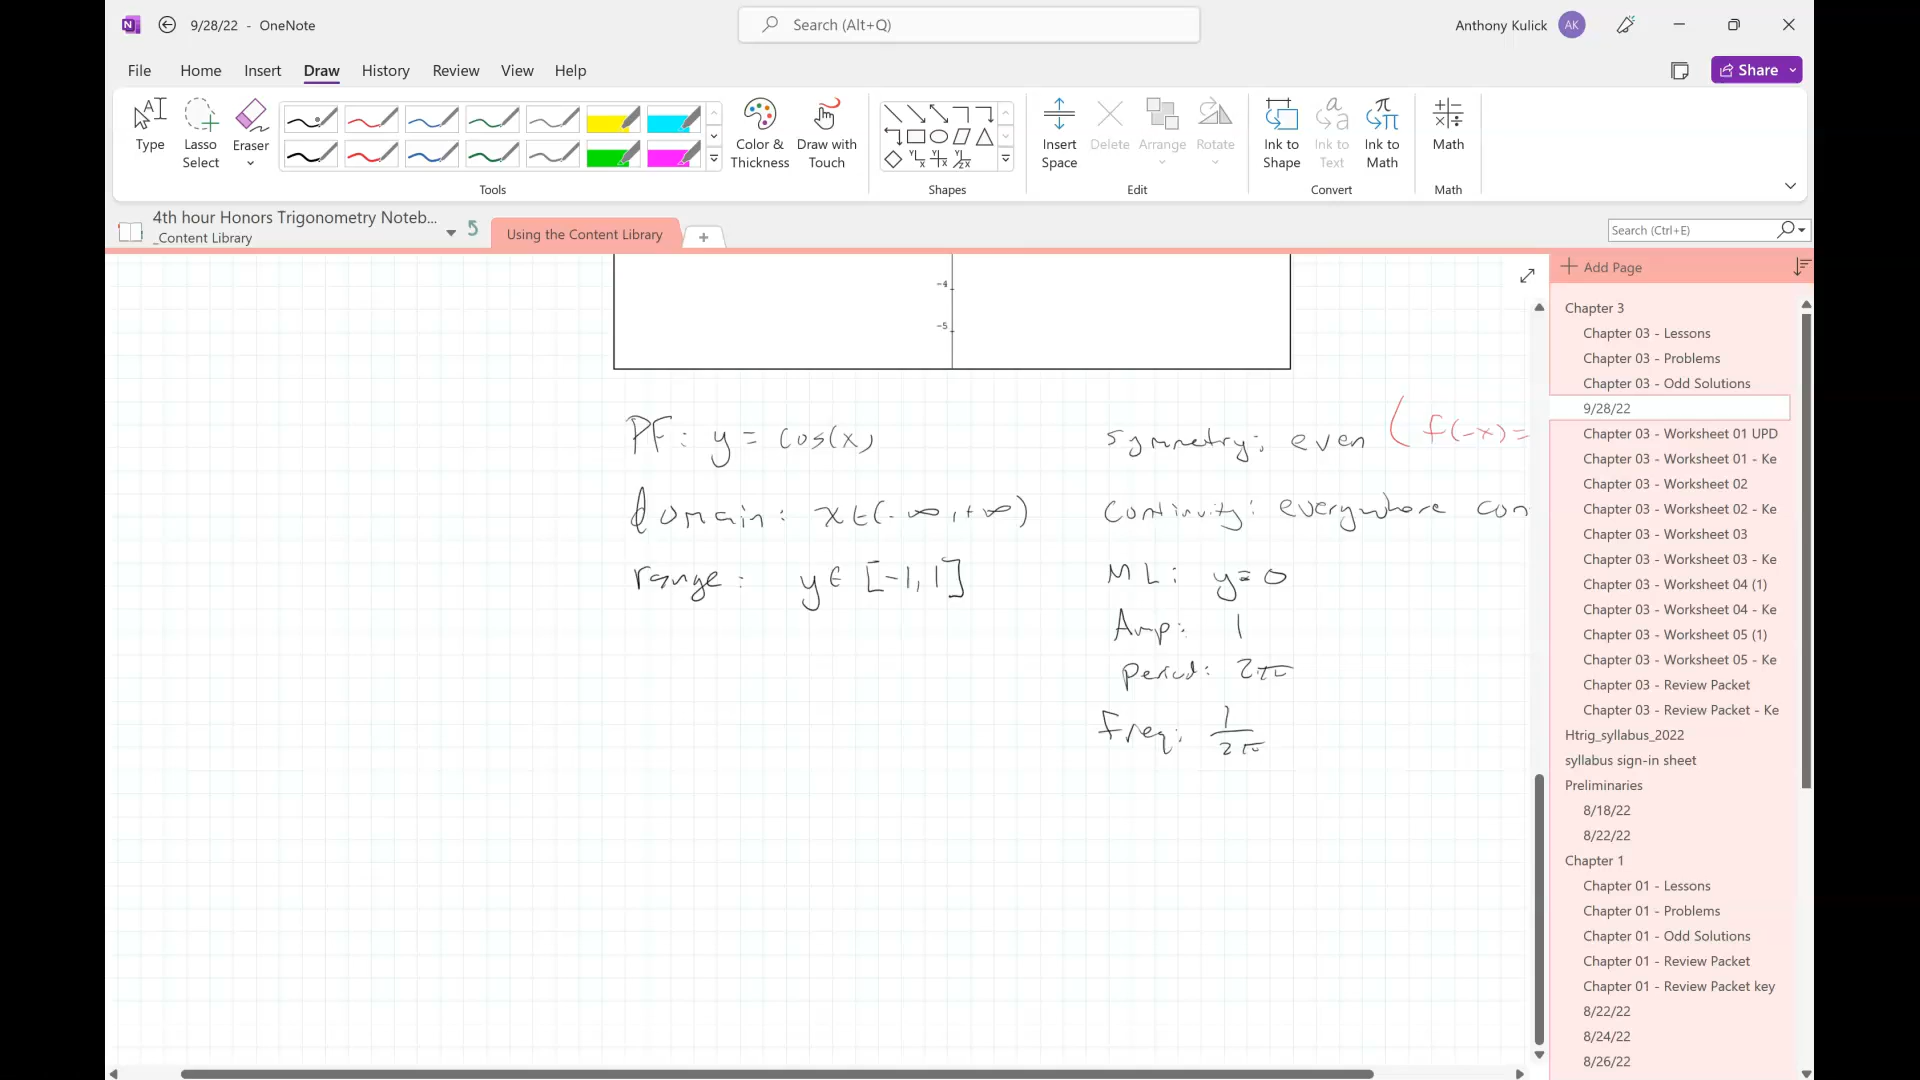 9/28/22 - OneNote
Search (Alt+Q)
Anthony Kulick AK
File Home Insert Draw History Review View Help
Share
Type
Lasso Select
Eraser
Color & Thickness
Draw with Touch
Insert Space
Delete
Arrange
Rotate
Ink to Shape
Ink to Text
Ink to Math
Math
Tools Shapes Edit Convert Math
4th hour Honors Trigonometry Noteb...
_Content Library
Using the Content Library
Search (Ctrl+E)
-4
-5
PF: y = cos(x)
domain: x∈(-∞,+∞)
range: y∈ [-1,1]
symmetry: even (f(-x)=
continuity: everywhere con
ML: y=0
Amp: 1
period: 2π
Freq: 1/2π
Add Page
Chapter 3
Chapter 03 - Lessons
Chapter 03 - Problems
Chapter 03 - Odd Solutions
9/28/22
Chapter 03 - Worksheet 01 UPD
Chapter 03 - Worksheet 01 - Ke
Chapter 03 - Worksheet 02
Chapter 03 - Worksheet 02 - Ke
Chapter 03 - Worksheet 03
Chapter 03 - Worksheet 03 - Ke
Chapter 03 - Worksheet 04 (1)
Chapter 03 - Worksheet 04 - Ke
Chapter 03 - Worksheet 05 (1)
Chapter 03 - Worksheet 05 - Ke
Chapter 03 - Review Packet
Chapter 03 - Review Packet - Ke
Htrig_syllabus_2022
syllabus sign-in sheet
Preliminaries
8/18/22
8/22/22
Chapter 1
Chapter 01 - Lessons
Chapter 01 - Problems
Chapter 01 - Odd Solutions
Chapter 01 - Review Packet
Chapter 01 - Review Packet key
8/22/22
8/24/22
8/26/22